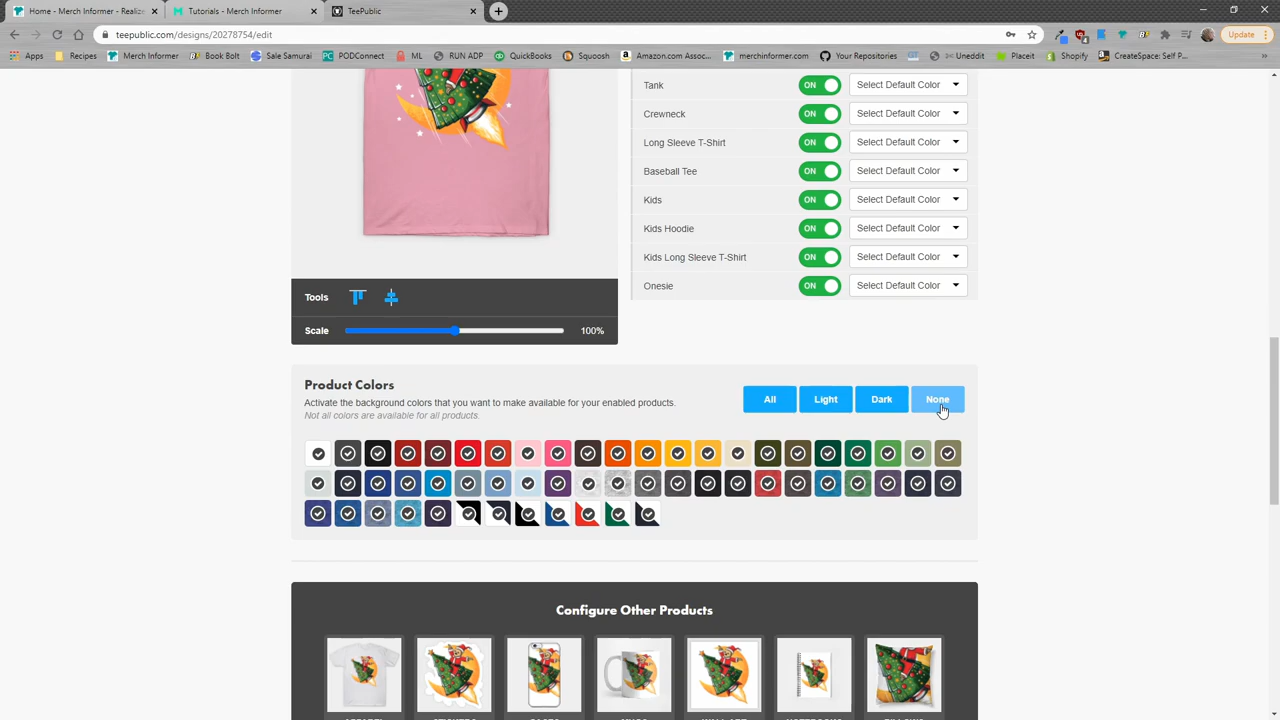 Home - Merch Informer - Realize
Tutorials - Merch Informer
TeePublic
teepublic.com/designs/20278754/edit
Update
Apps
Recipes
Merch Informer
Book Bolt
Sale Samurai
PODConnect
ML
RUN ADP
QuickBooks
Squoosh
Amazon.com Assoc...
merchinformer.com
Your Repositories
Uneddit
Placeit
Shopify
CreateSpace: Self P...
Tank ON Select Default Color
Crewneck ON Select Default Color
Long Sleeve T-Shirt ON Select Default Color
Baseball Tee ON Select Default Color
Kids ON Select Default Color
Kids Hoodie ON Select Default Color
Kids Long Sleeve T-Shirt ON Select Default Color
Onesie ON Select Default Color
Tools
Scale 100%
Product Colors
Activate the background colors that you want to make available for your enabled products.
Not all colors are available for all products.
All Light Dark None
Configure Other Products